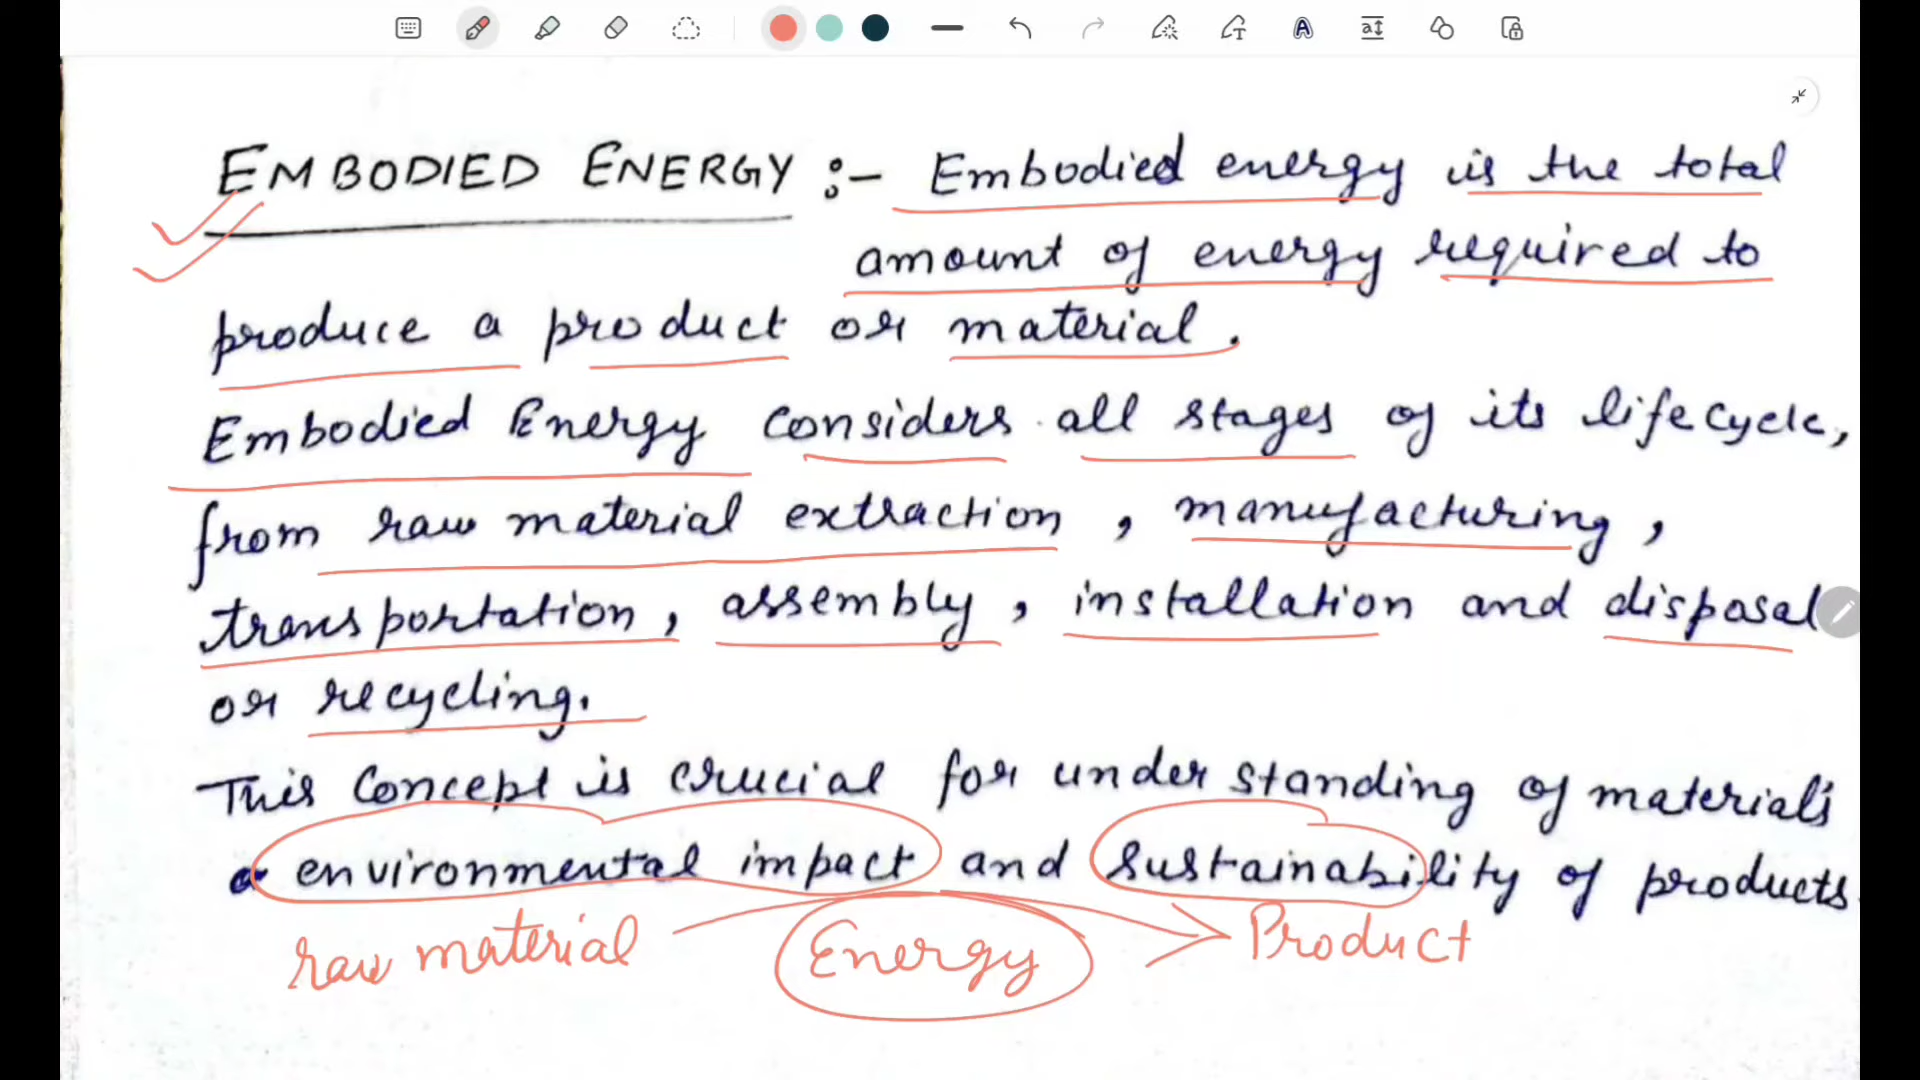 EMBODIED ENERGY :- Embodied energy is the total
amount of energy required to
produce a product or material.
Embodied Energy considers all stages of its lifecycle,
from raw material extraction, manufacturing,
transportation, assembly, installation and disposal
or recycling.
This concept is crucial for understanding of material's
environmental impact and sustainability of products
raw material Energy Product